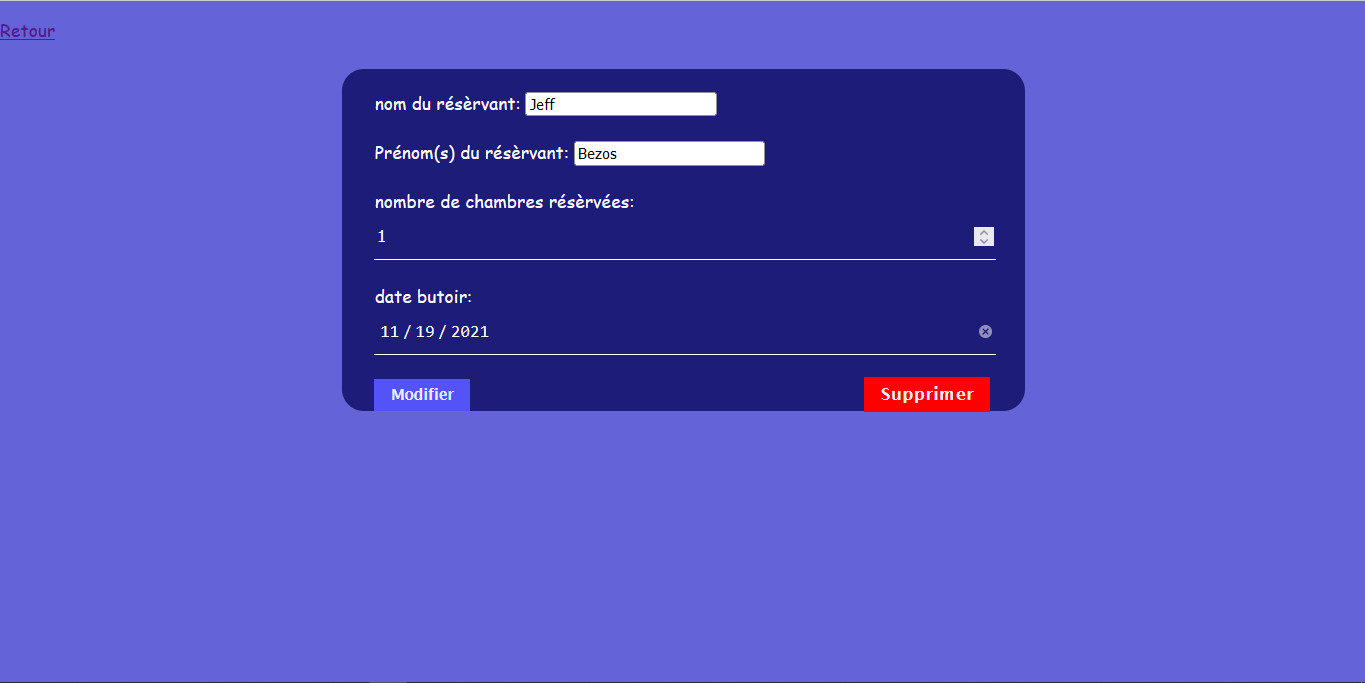 Retour
nom du résèrvant: Jeff
Prénom(s) du résèrvant: Bezos
nombre de chambres résèrvées:
1
date butoir:
11 / 19 / 2021
Modifier Supprimer